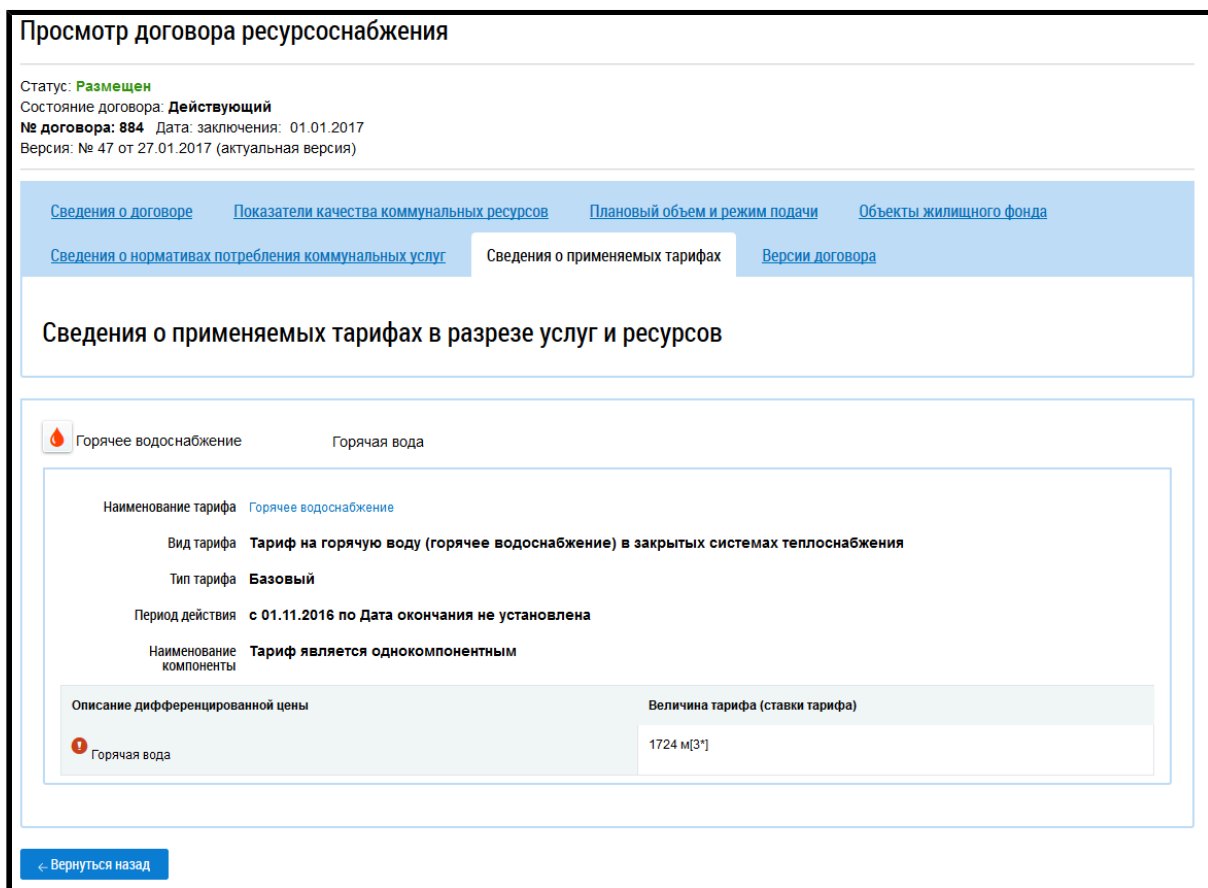 Просмотр договора ресурсоснабжения
Статус: Размещен
Состояние договора: Действующий
№ договора: 884 Дата: заключения: 01.01.2017
Версия: № 47 от 27.01.2017 (актуальная версия)
Сведения о договоре Показатели качества коммунальных ресурсов Плановый объем и режим подачи Объекты жилищного фонда
Сведения о нормативах потребления коммунальных услуг Сведения о применяемых тарифах Версии договора
Сведения о применяемых тарифах в разрезе услуг и ресурсов
Горячее водоснабжение Горячая вода
Наименование тарифа Горячее водоснабжение
Вид тарифа Тариф на горячую воду (горячее водоснабжение) в закрытых системах теплоснабжения
Тип тарифа Базовый
Период действия с 01.11.2016 по Дата окончания не установлена
Наименование Тариф является однокомпонентным
компоненты
Описание дифференцированной цены Величина тарифа (ставки тарифа)
Горячая вода 1724 м[3*]
← Вернуться назад